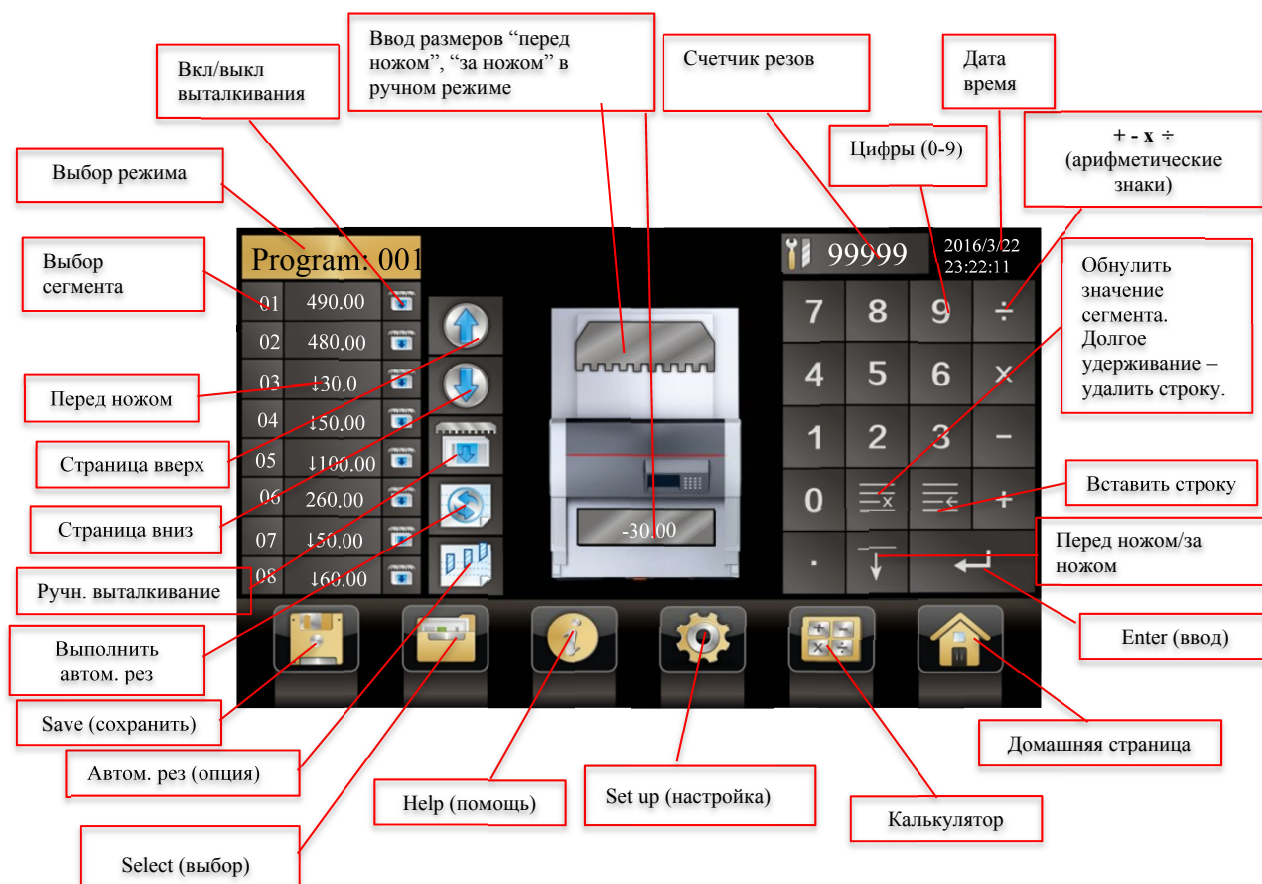 Ввод размеров “перед
ножом”, “за ножом” в
ручном режиме
Вкл/выкл
выталкивания
Счетчик резов
Дата
время
Цифры (0-9)
+ - x ÷
(арифметические
знаки)
Выбор режима
Выбор
сегмента
Перед ножом
Страница вверх
Страница вниз
Ручн. выталкивание
Выполнить
автом. рез
Save (сохранить)
Автом. рез (опция)
Select (выбор)
Program: 001
01 490.00
02 480.00
03 ↓30.0
04 ↓50.00
05 ↓100.00
06 260.00
07 ↓50.00
08 ↓60.00
-30.00
99999
2016/3/22
23:22:11
7 8 9 ÷
4 5 6 ×
1 2 3 −
0 +
.
Обнулить
значение
сегмента.
Долгое
удерживание –
удалить строку.
Вставить строку
Перед ножом/за
ножом
Enter (ввод)
Домашняя страница
Help (помощь)
Set up (настройка)
Калькулятор